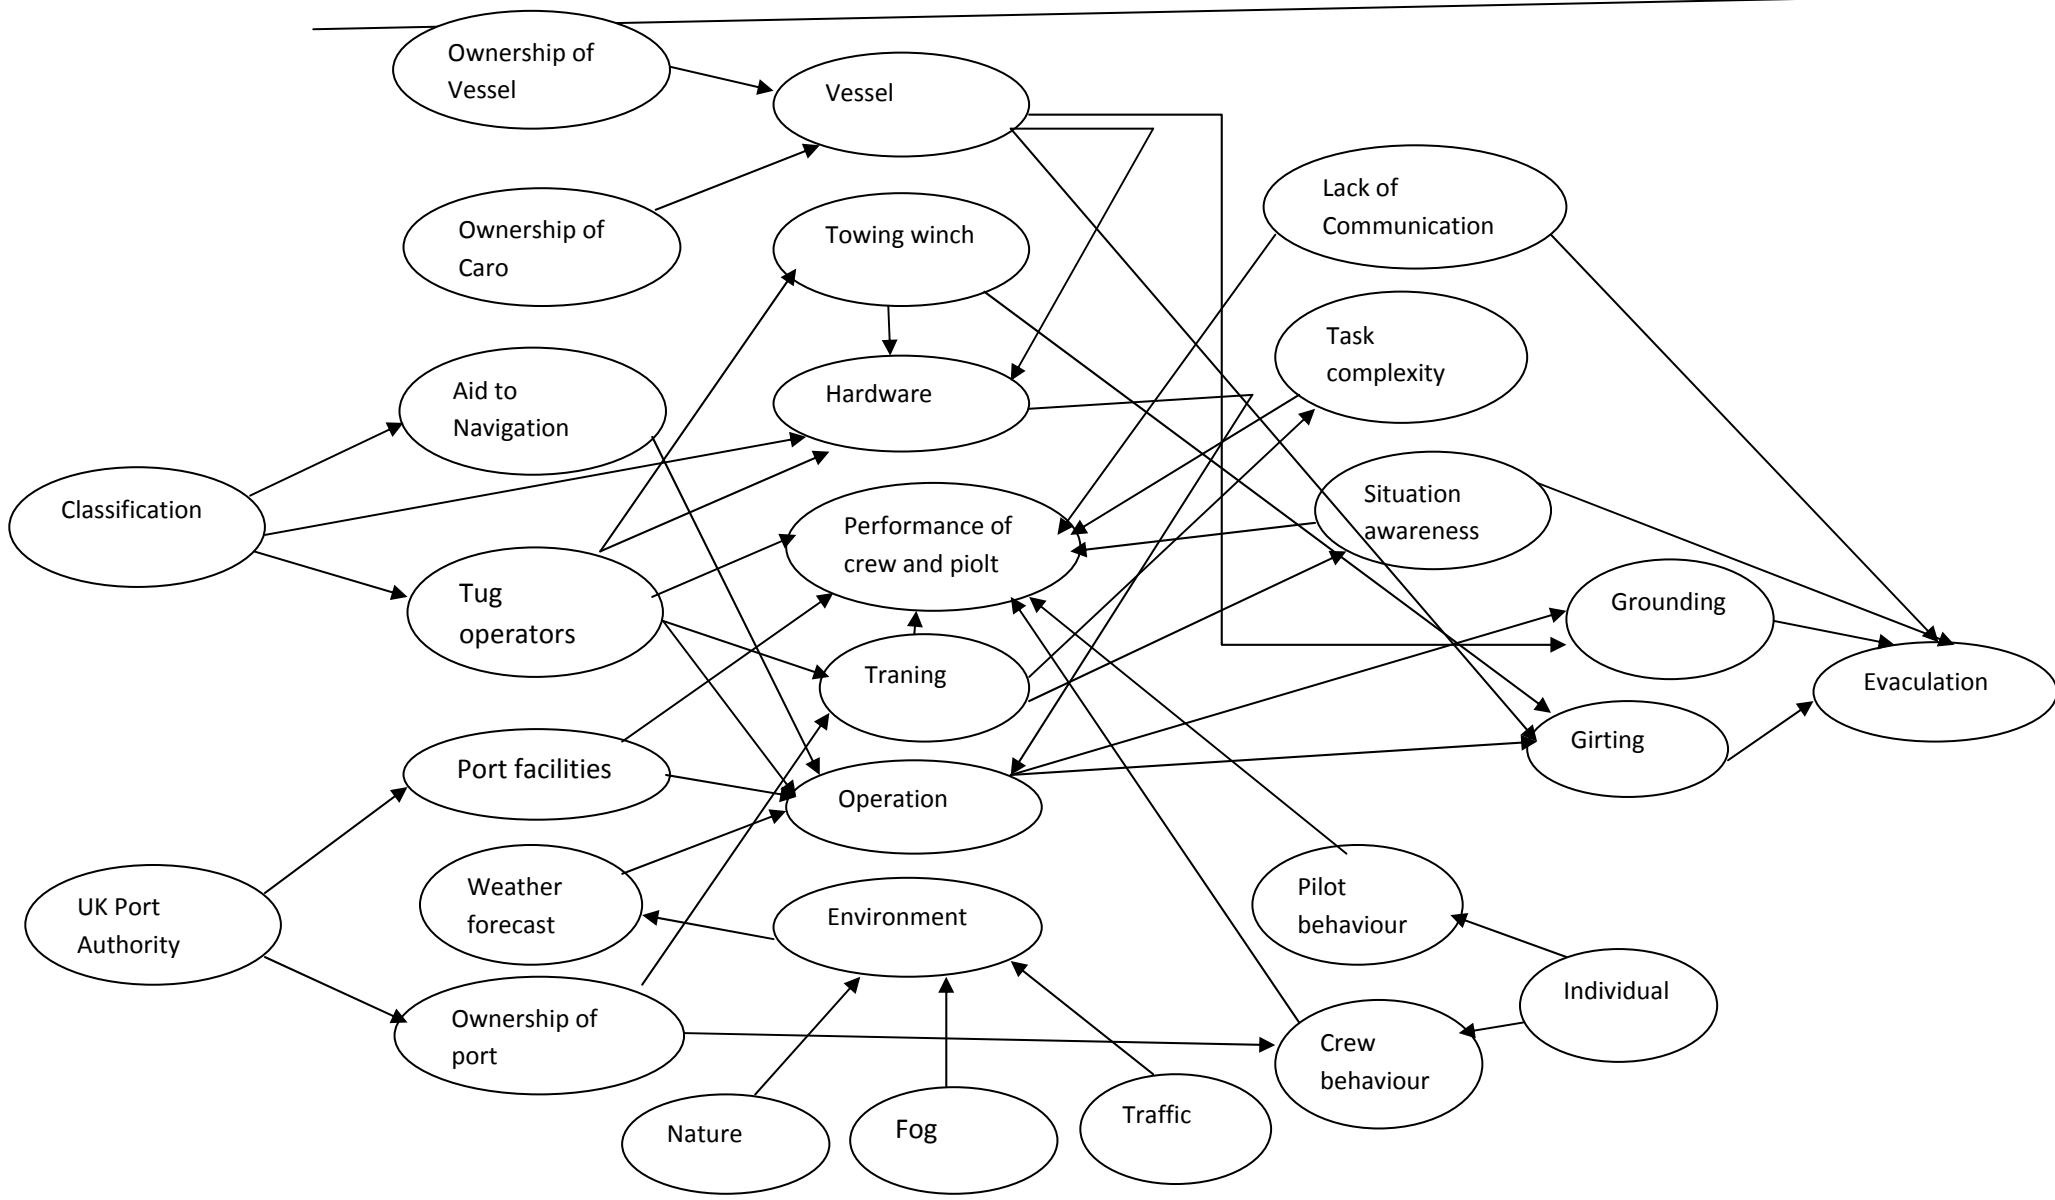 Ownership of
Vessel
Vessel
Lack of
Communication
Ownership of
Caro
Towing winch
Task
complexity
Aid to
Navigation
Hardware
Classification
Situation
awareness
Performance of
crew and piolt
Tug
operators
Grounding
Traning
Evaculation
Girting
Port facilities
Operation
UK Port
Authority
Weather
forecast
Environment
Pilot
behaviour
Individual
Ownership of
port
Crew
behaviour
Nature
Fog
Traffic